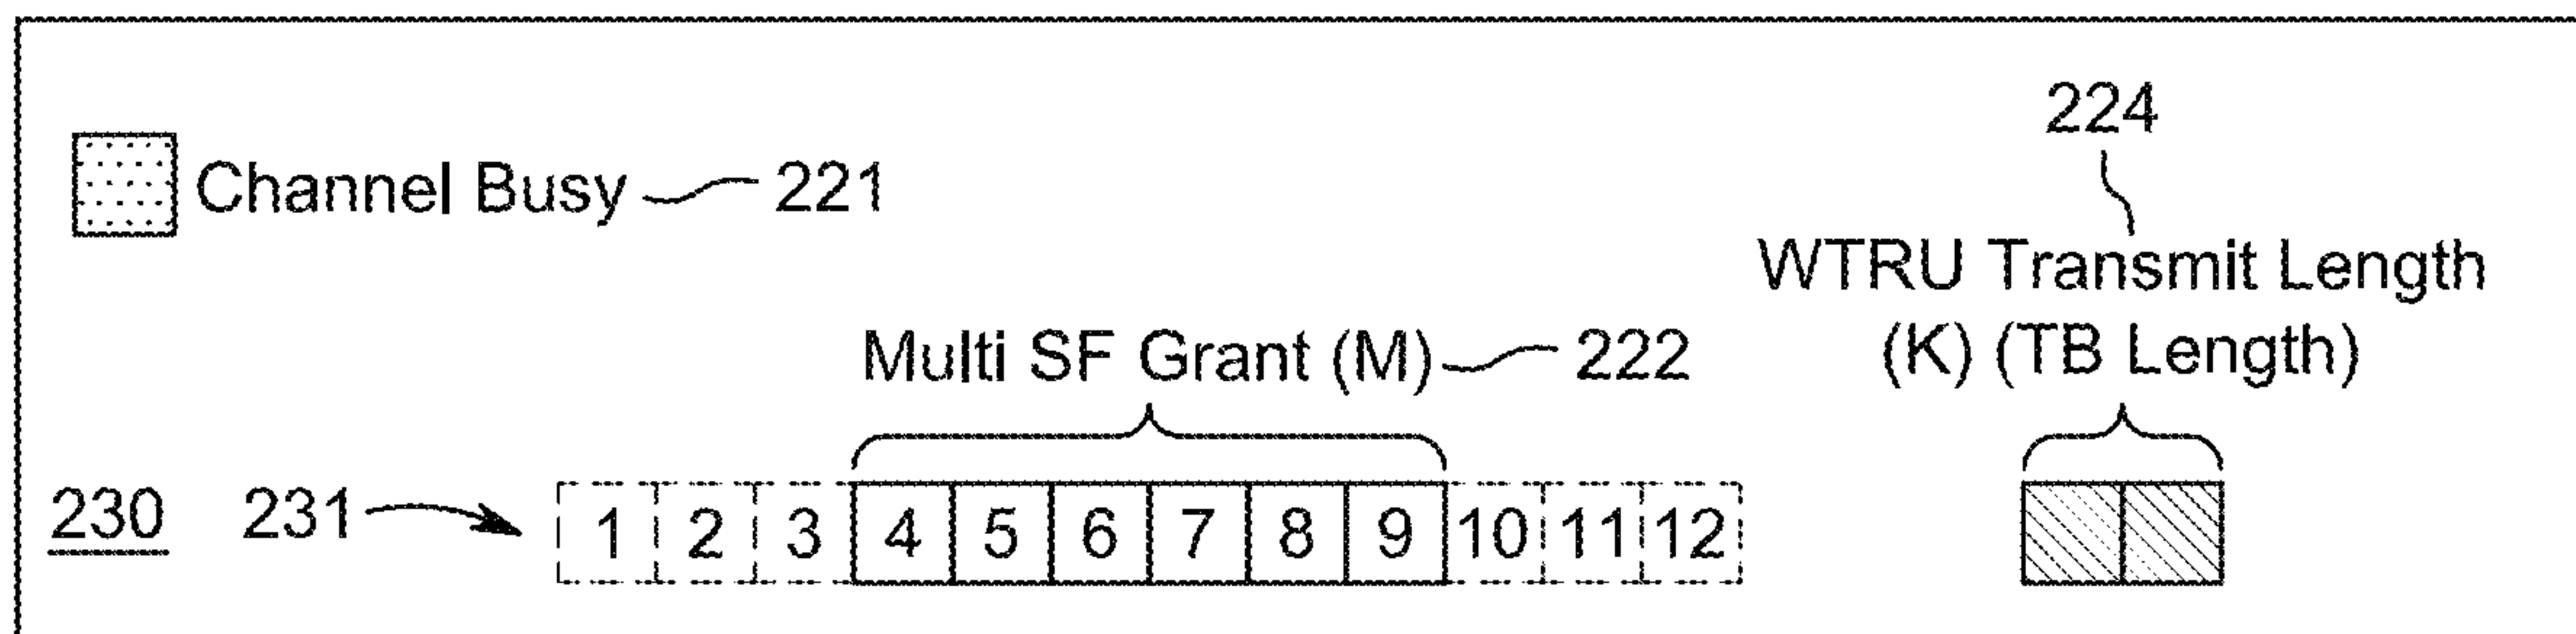 224
Channel Busy 221
WTRU Transmit Length
Multi SF Grant (M) 222
(K) (TB Length)
230 231 1 2 3 4 5 6 7 8 9 10 11 12